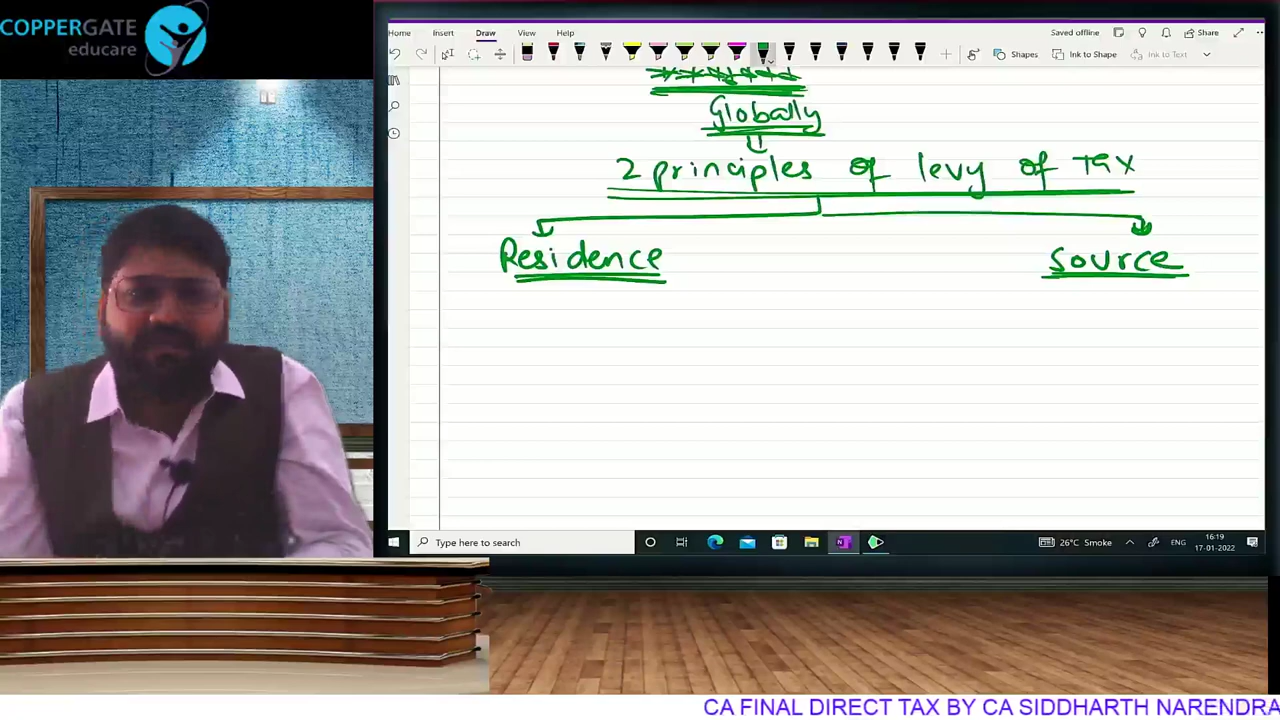 COPPERGATE
educare
Home Insert Draw View Help
Saved offline
Share
Shapes
Ink to Shape
Ink to Text
Globally
2 principles of levy of Tax
Residence
Source
Type here to search
26°C Smoke
ENG
16:19
17-01-2022
CA FINAL DIRECT TAX BY CA SIDDHARTH NARENDRA